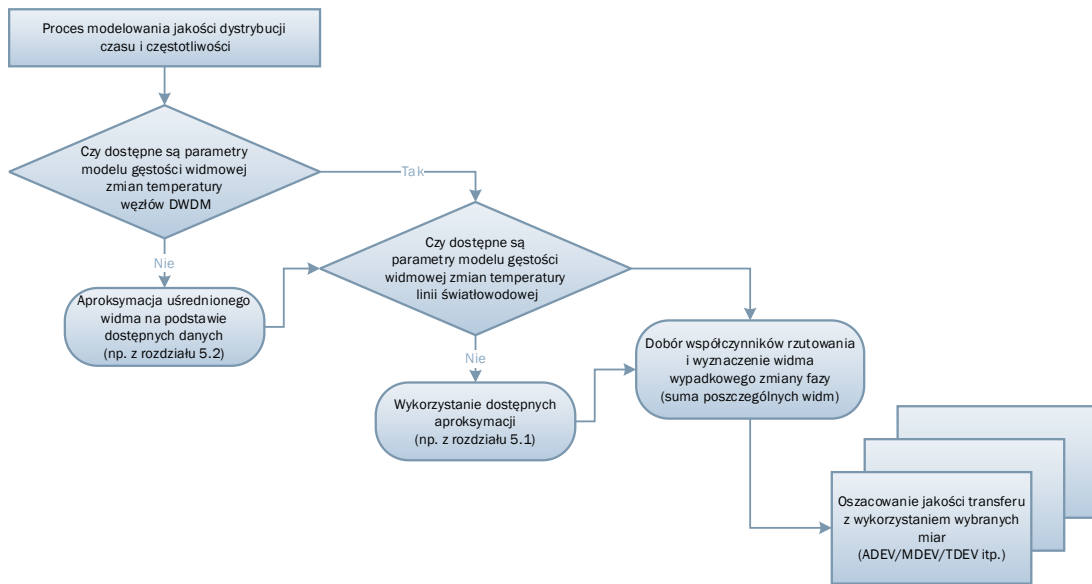 Proces modelowania jakości dystrybucji
czasu i częstotliwości
Czy dostępne są parametry
modelu gęstości widmowej
zmian temperatury
węzłów DWDM
Tak
Nie
Aproksymacja uśrednionego
widma na podstawie
dostępnych danych
(np. z rozdziału 5.2)
Czy dostępne są
parametry modelu gęstości
widmowej zmian temperatury
linii światłowodowej
Nie
Wykorzystanie dostępnych
aproksymacji
(np. z rozdziału 5.1)
Dobór współczynników rzutowania
i wyznaczenie widma
wypadkowego zmiany fazy
(suma poszczególnych widm)
Oszacowanie jakości transferu
z wykorzystaniem wybranych
miar
(ADEV/MDEV/TDEV itp.)